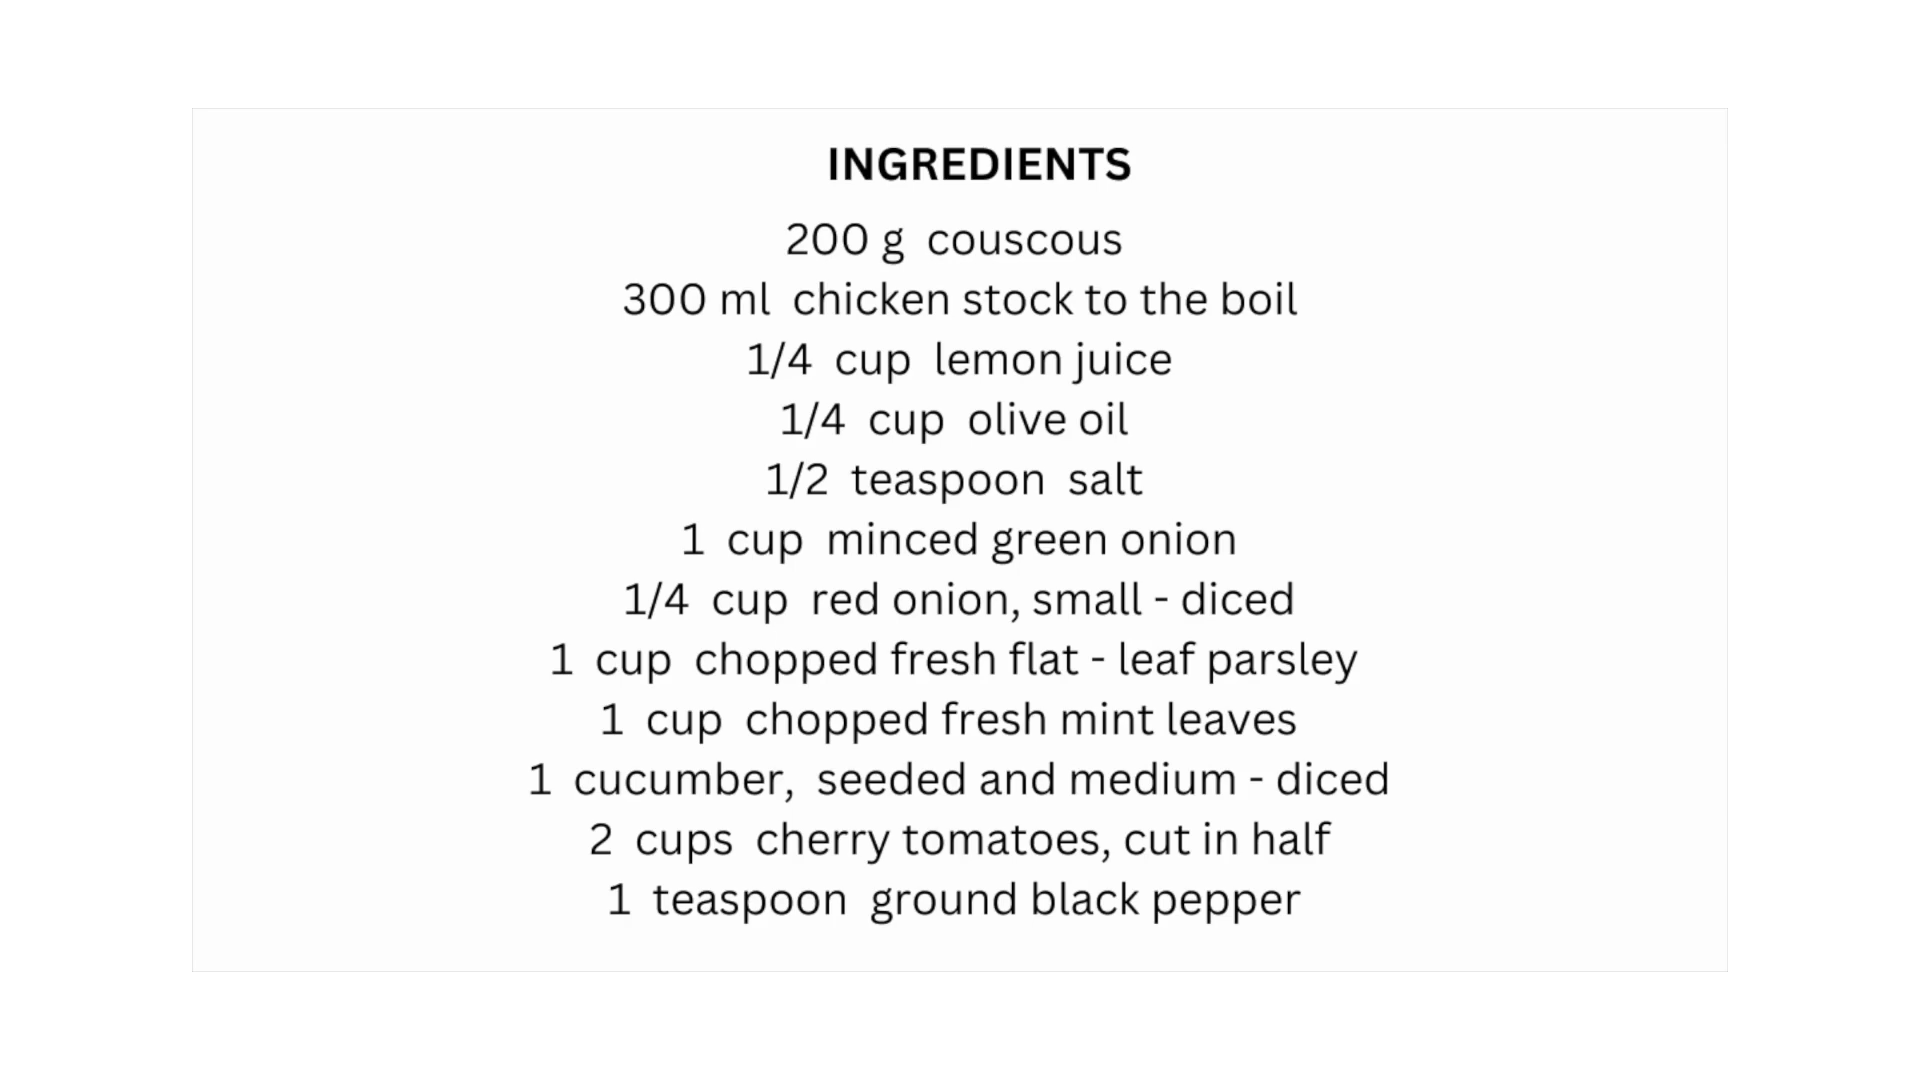 INGREDIENTS
200 g couscous
300 ml chicken stock to the boil
1/4 cup lemon juice
1/4 cup olive oil
1/2 teaspoon salt
1 cup minced green onion
1/4 cup red onion, small - diced
1 cup chopped fresh flat - leaf parsley
1 cup chopped fresh mint leaves
1 cucumber, seeded and medium - diced
2 cups cherry tomatoes, cut in half
1 teaspoon ground black pepper